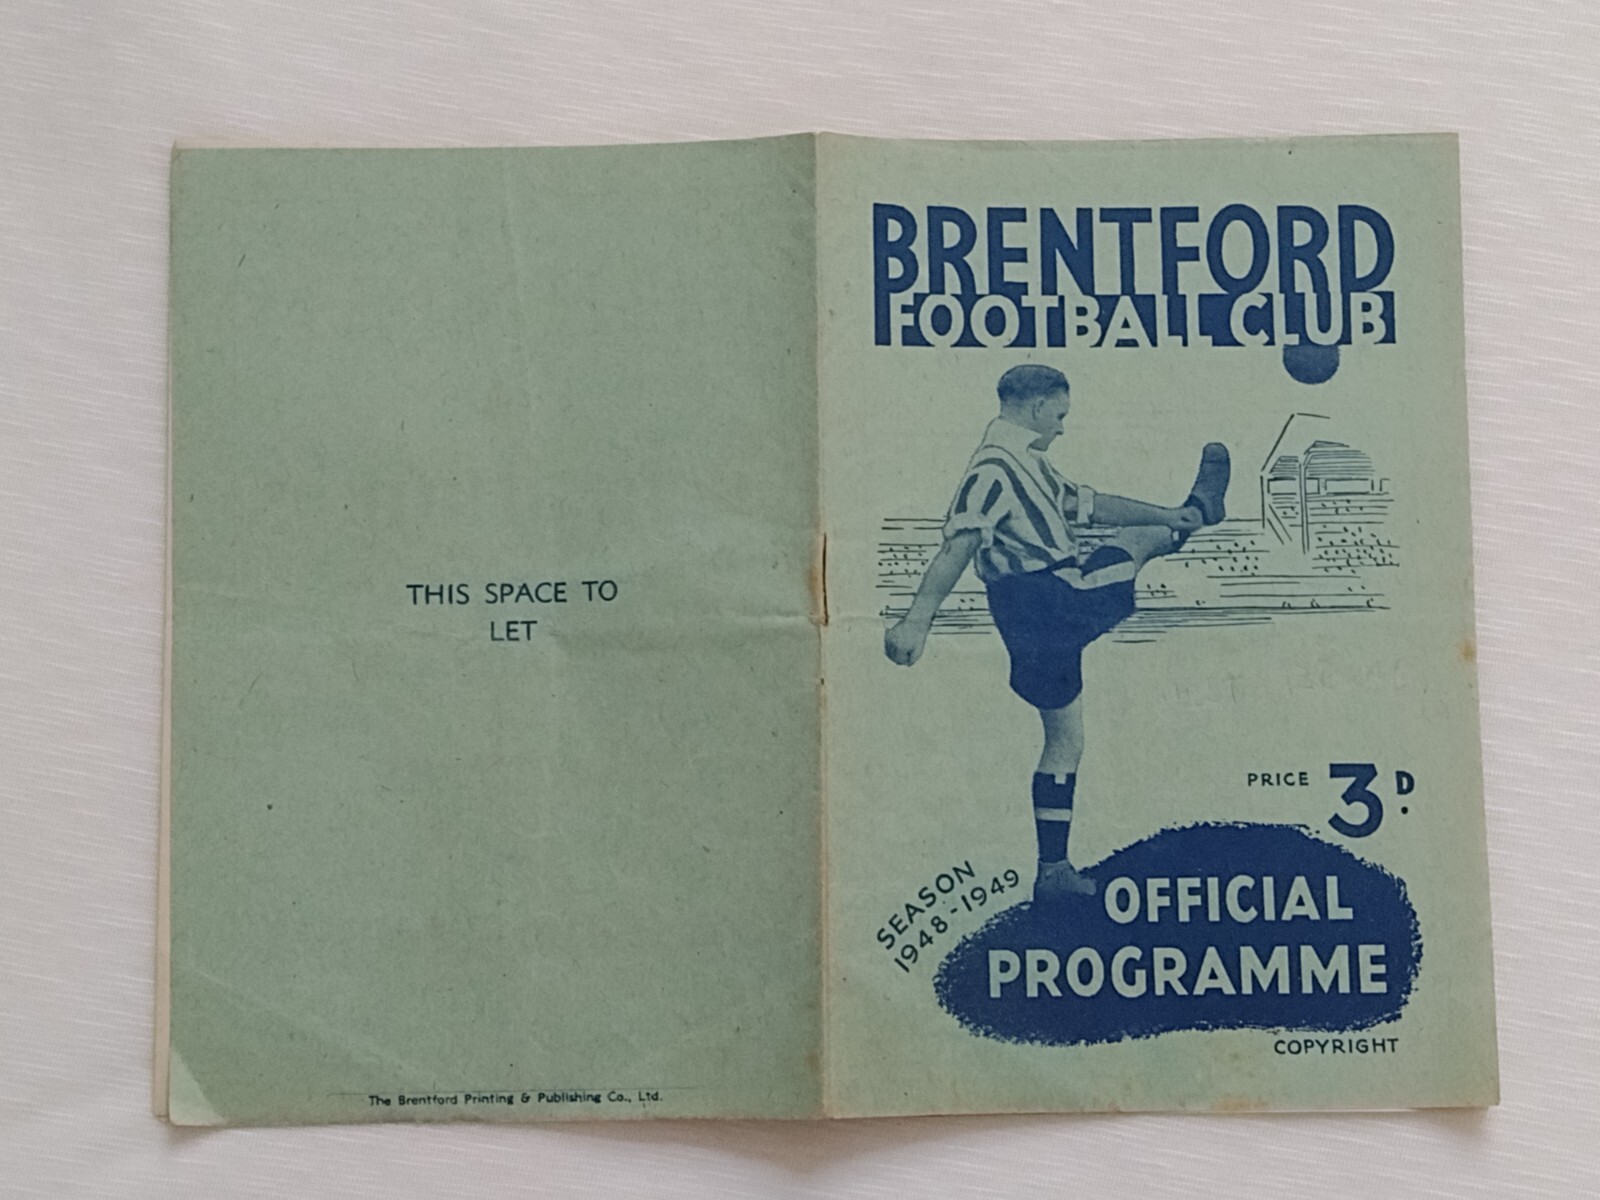 THIS SPACE TO
LET
The Brentford Printing & Publishing Co., Ltd.
BRENTFORD
FOOTBALL CLUB
PRICE 3D.
SEASON
1948-1949
OFFICIAL
PROGRAMME
COPYRIGHT